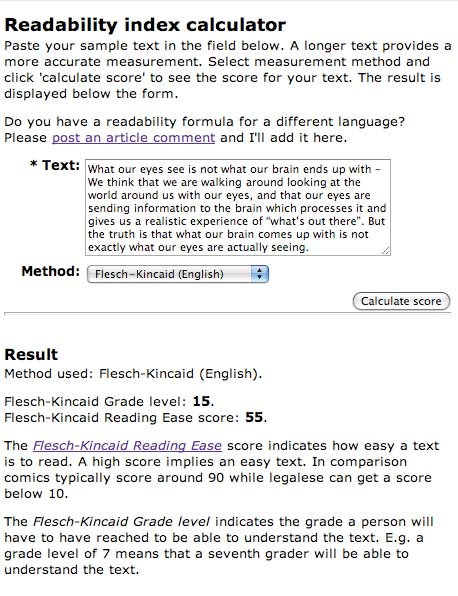 Readability index calculator
Paste your sample text in the field below. A longer text provides a
more accurate measurement. Select measurement method and
click 'calculate score' to see the score for your text. The result is
displayed below the form.
Do you have a readability formula for a different language?
Please post an article comment and I'll add it here.
* Text:
What our eyes see is not what our brain ends up with –
We think that we are walking around looking at the
world around us with our eyes, and that our eyes are
sending information to the brain which processes it and
gives us a realistic experience of “what's out there”. But
the truth is that what our brain comes up with is not
exactly what our eyes are actually seeing.
Method: Flesch-Kincaid (English)
Calculate score
Result
Method used: Flesch-Kincaid (English).
Flesch-Kincaid Grade level: 15.
Flesch-Kincaid Reading Ease score: 55.
The Flesch-Kincaid Reading Ease score indicates how easy a text
is to read. A high score implies an easy text. In comparison
comics typically score around 90 while legalese can get a score
below 10.
The Flesch-Kincaid Grade level indicates the grade a person will
have to have reached to be able to understand the text. E.g. a
grade level of 7 means that a seventh grader will be able to
understand the text.